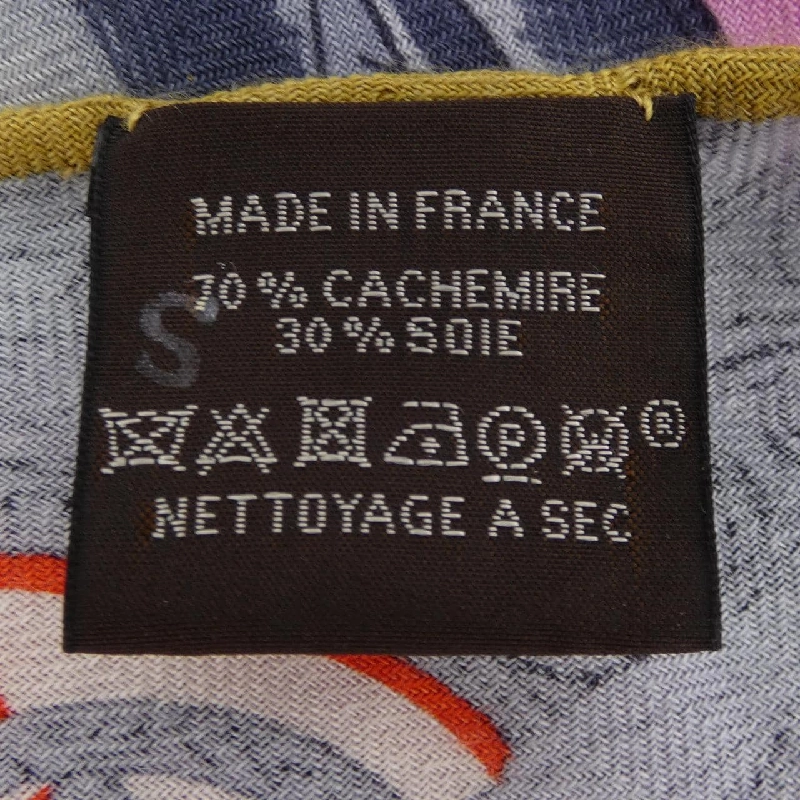 MADE IN FRANCE
70 % CACHEMIRE
30 % SOIE
S
P W ®
NETTOYAGE A SEC